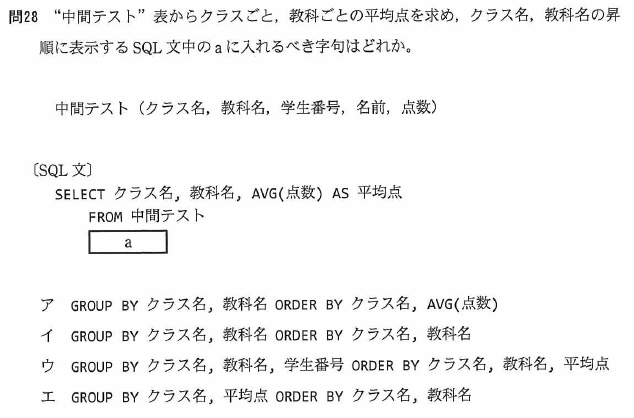 問28 “中間テスト”表からクラスごと，教科ごとの平均点を求め，クラス名，教科名の昇
順に表示するSQL文中のaに入れるべき字句はどれか。
中間テスト（クラス名，教科名，学生番号，名前，点数）
〔SQL文〕
SELECT クラス名, 教科名, AVG(点数) AS 平均点
FROM 中間テスト
a
ア GROUP BY クラス名, 教科名 ORDER BY クラス名, AVG(点数)
イ GROUP BY クラス名, 教科名 ORDER BY クラス名, 教科名
ウ GROUP BY クラス名, 教科名, 学生番号 ORDER BY クラス名, 教科名, 平均点
エ GROUP BY クラス名, 平均点 ORDER BY クラス名, 教科名